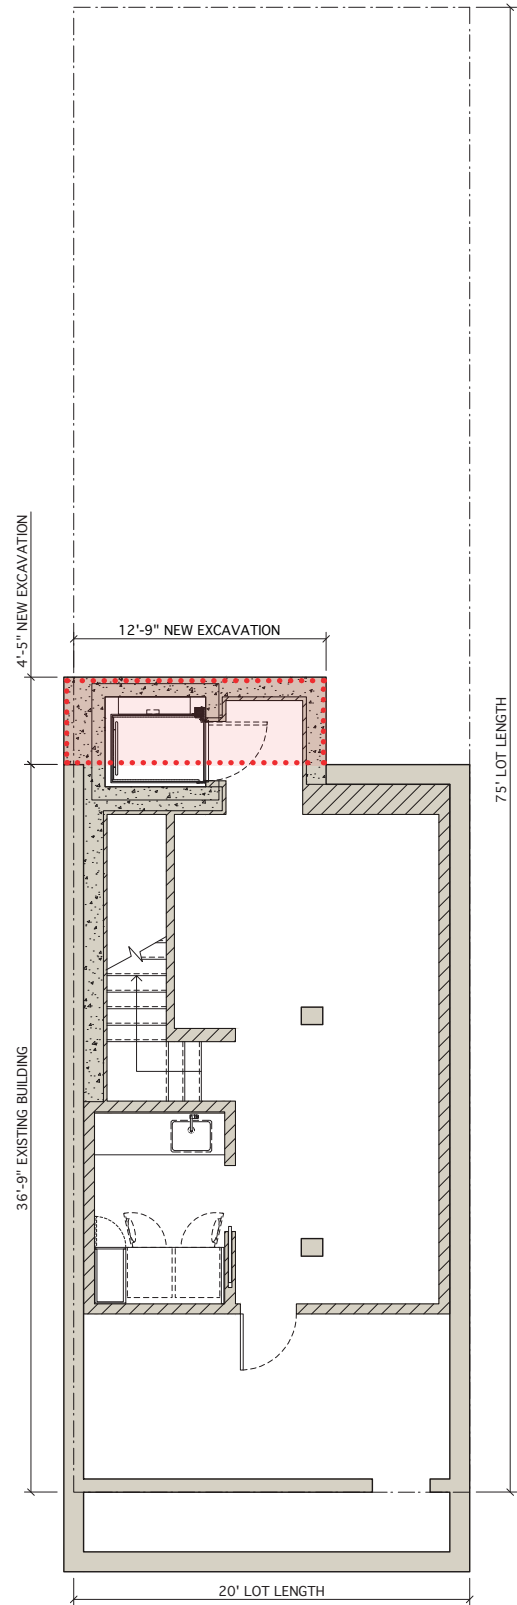 4'-5" NEW EXCAVATION
12'-9" NEW EXCAVATION
75' LOT LENGTH
36'-9" EXISTING BUILDING
20' LOT LENGTH